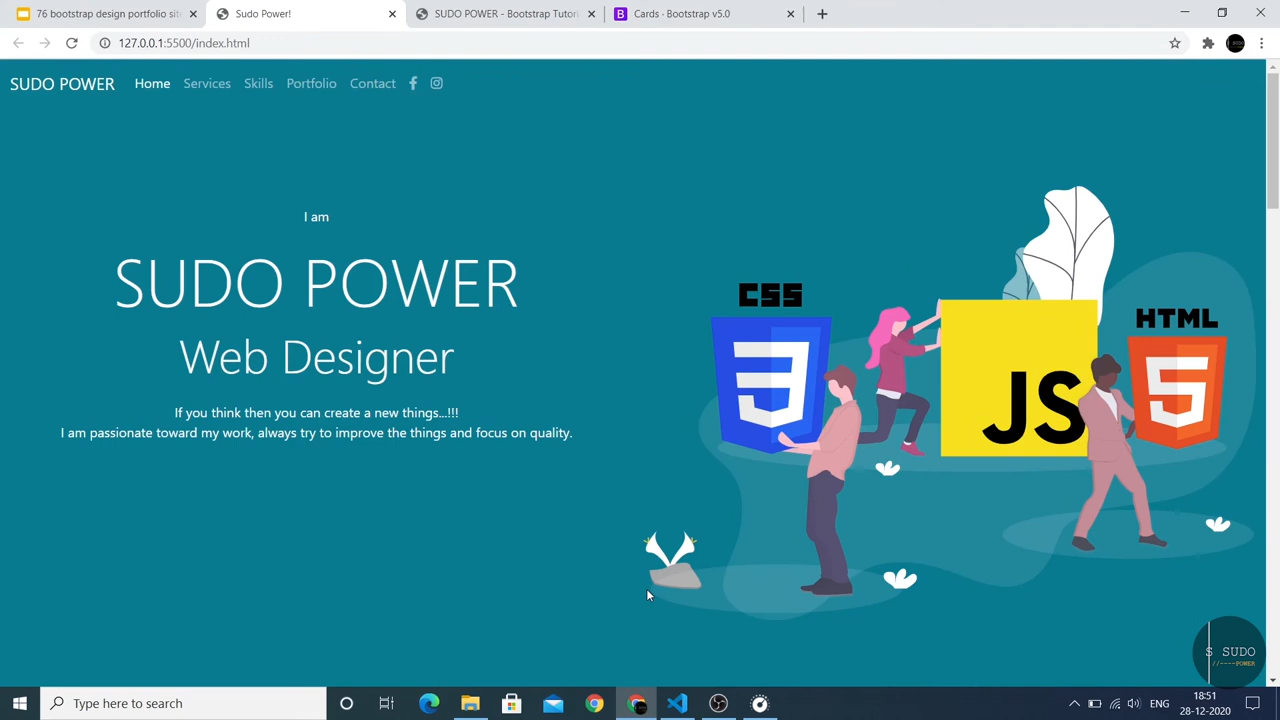 76 bootstrap design portfolio sit
Sudo Power!
SUDO POWER - Bootstrap Tutori
Cards · Bootstrap v5.0
127.0.0.1:5500/index.html
SUDO POWER Home Services Skills Portfolio Contact
I am
SUDO POWER
Web Designer
If you think then you can create a new things...!!!
I am passionate toward my work, always try to improve the things and focus on quality.
CSS
3
JS
HTML
5
S SUDO
//----POWER
Type here to search
ENG
18:51
28-12-2020